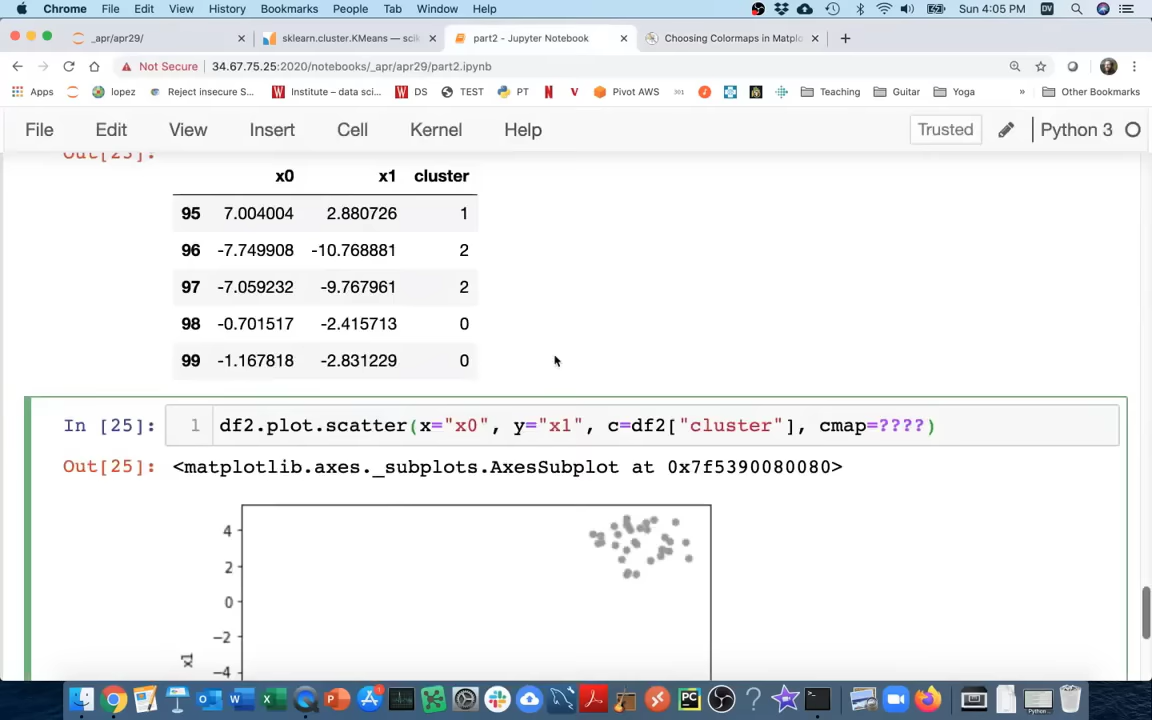 Chrome File Edit View History Bookmarks People Tab Window Help Sun 4:05 PM
_apr/apr29/ sklearn.cluster.KMeans — scik part2 - Jupyter Notebook Choosing Colormaps in Matplo
Not Secure 34.67.75.25:2020/notebooks/_apr/apr29/part2.ipynb
Apps lopez Reject insecure S... Institute – data sci... DS TEST PT Pivot AWS 301 Teaching Guitar Yoga » Other Bookmarks
File Edit View Insert Cell Kernel Help Trusted Python 3
Out[25]:
x0 x1 cluster
95 7.004004 2.880726 1
96 -7.749908 -10.768881 2
97 -7.059232 -9.767961 2
98 -0.701517 -2.415713 0
99 -1.167818 -2.831229 0
In [25]: 1 df2.plot.scatter(x="x0", y="x1", c=df2["cluster"], cmap=????)
Out[25]: <matplotlib.axes._subplots.AxesSubplot at 0x7f5390080080>
4
2
0
−2
x1
−4